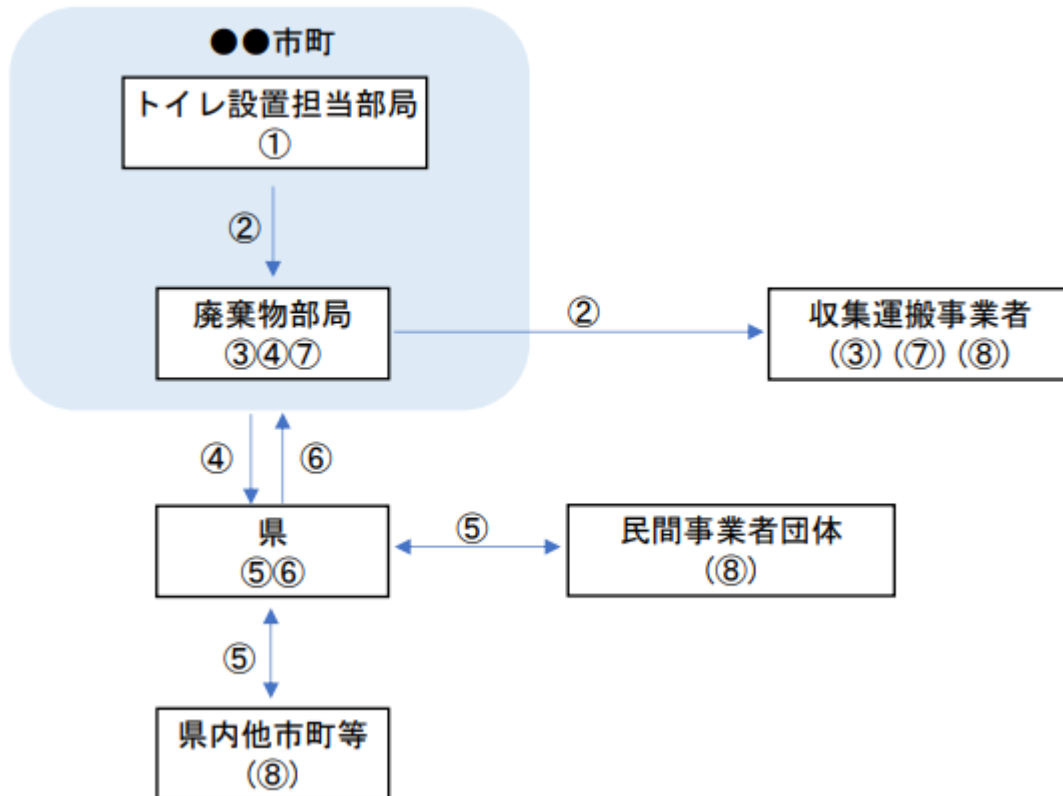 ●●市町
トイレ設置担当部局
①
②
廃棄物部局
③④⑦
②
収集運搬事業者
(③)(⑦)(⑧)
④
⑥
県
⑤⑥
⑤
民間事業者団体
(⑧)
⑤
県内他市町等
(⑧)